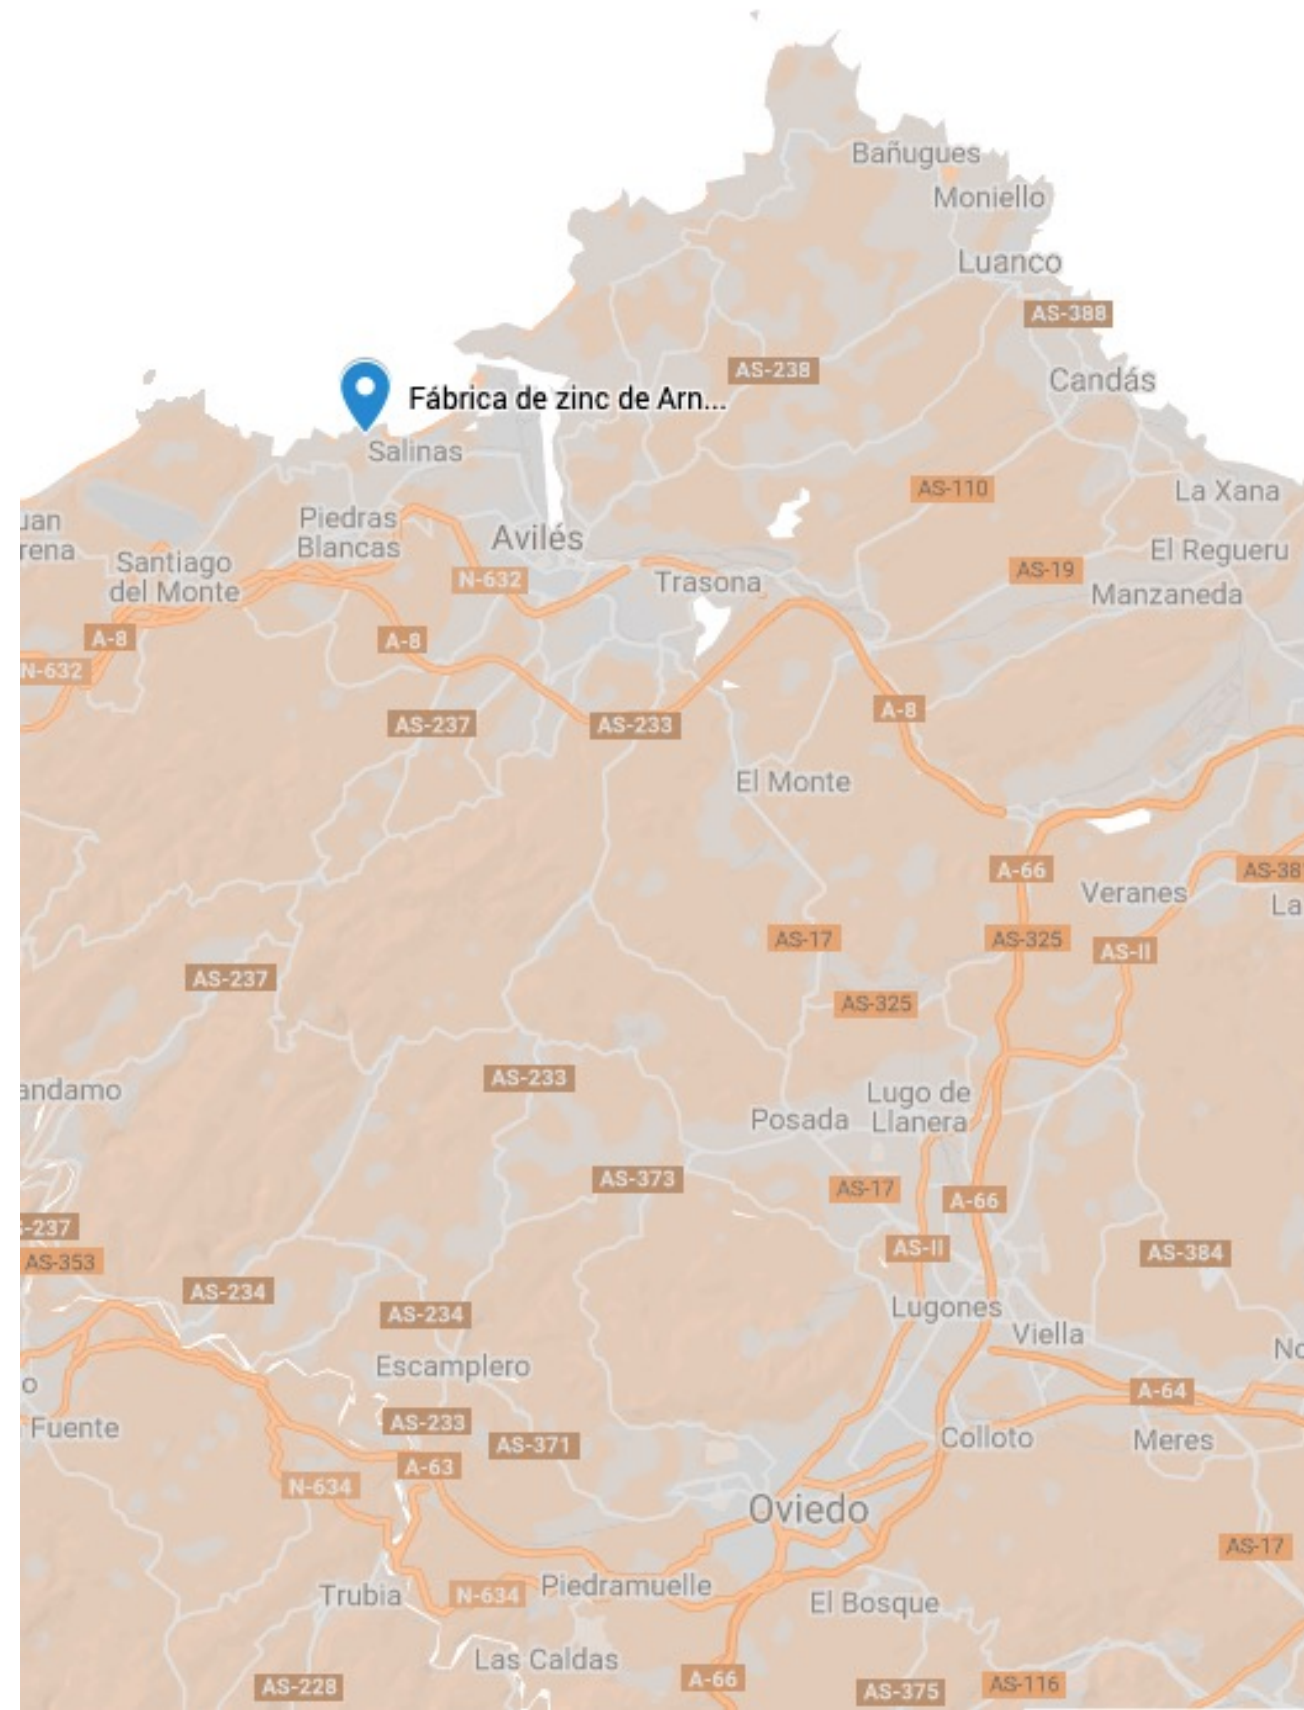 Bañugues
Moniello
Luanco
AS-388
AS-238
Candás
Fábrica de zinc de Arn...
Salinas
AS-110
La Xana
uan
rena
Piedras
Blancas
Avilés
El Regueru
Santiago
del Monte
N-632
Trasona
AS-19
Manzaneda
A-8
A-8
N-632
AS-237
AS-233
A-8
El Monte
A-66
AS-38
Veranes
La
AS-17
AS-325
AS-II
AS-237
AS-325
andamo
AS-233
Lugo de
Llanera
Posada
AS-373
AS-17
A-66
S-237
AS-353
AS-II
AS-384
AS-234
AS-234
Lugones
Viella
No
Escamplero
o
Fuente
A-64
AS-233
AS-371
Colloto
Meres
A-63
N-634
Oviedo
AS-17
Trubia
N-634
Piedramuelle
El Bosque
Las Caldas
AS-228
A-66
AS-375
AS-116